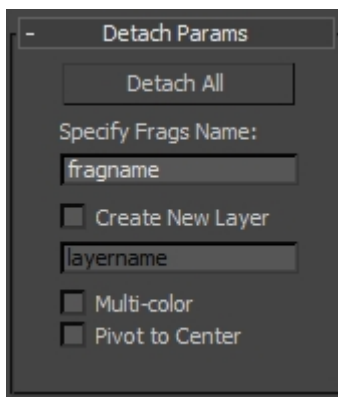 - Detach Params
Detach All
Specify Frags Name:
fragname
Create New Layer
layername
Multi-color
Pivot to Center